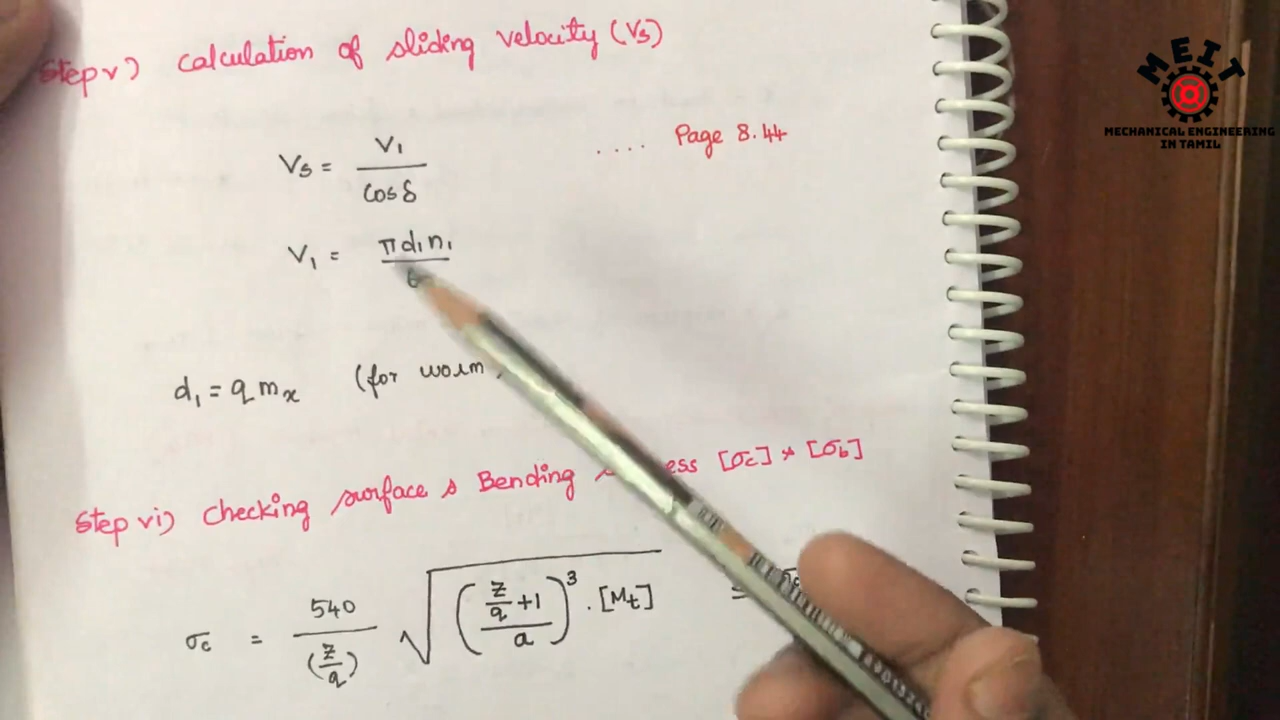 MEIT
MECHANICAL ENGINEERING
IN TAMIL
Step v) Calculation of sliding velocity (Vs)
Vs = V1 / cos δ .... Page 8.44
V1 = π d1 n1 /
d1 = q mx (for worm
Step vi) Checking surface & Bending [σc] & [σb]
σc = 540 / (z/q) √ ( (z/q + 1) / a )³ . [Mt] ≤